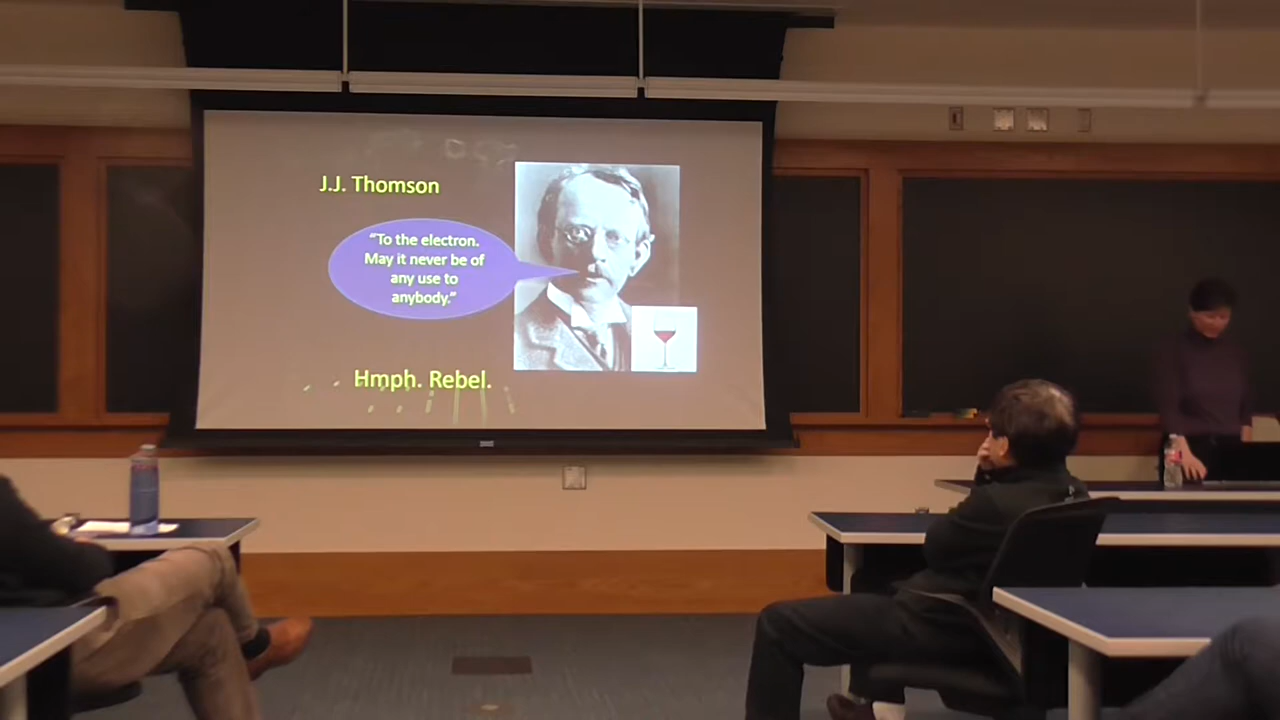 J.J. Thomson
“To the electron.
May it never be of
any use to
anybody.”
Hmph. Rebel.